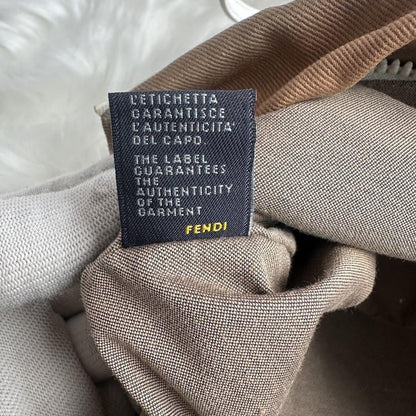 L'ETICHETTA
GARANTISCE
L'AUTENTICITA'
DEL CAPO.
THE LABEL
GUARANTEES
THE
AUTHENTICITY
OF THE
GARMENT
FENDI